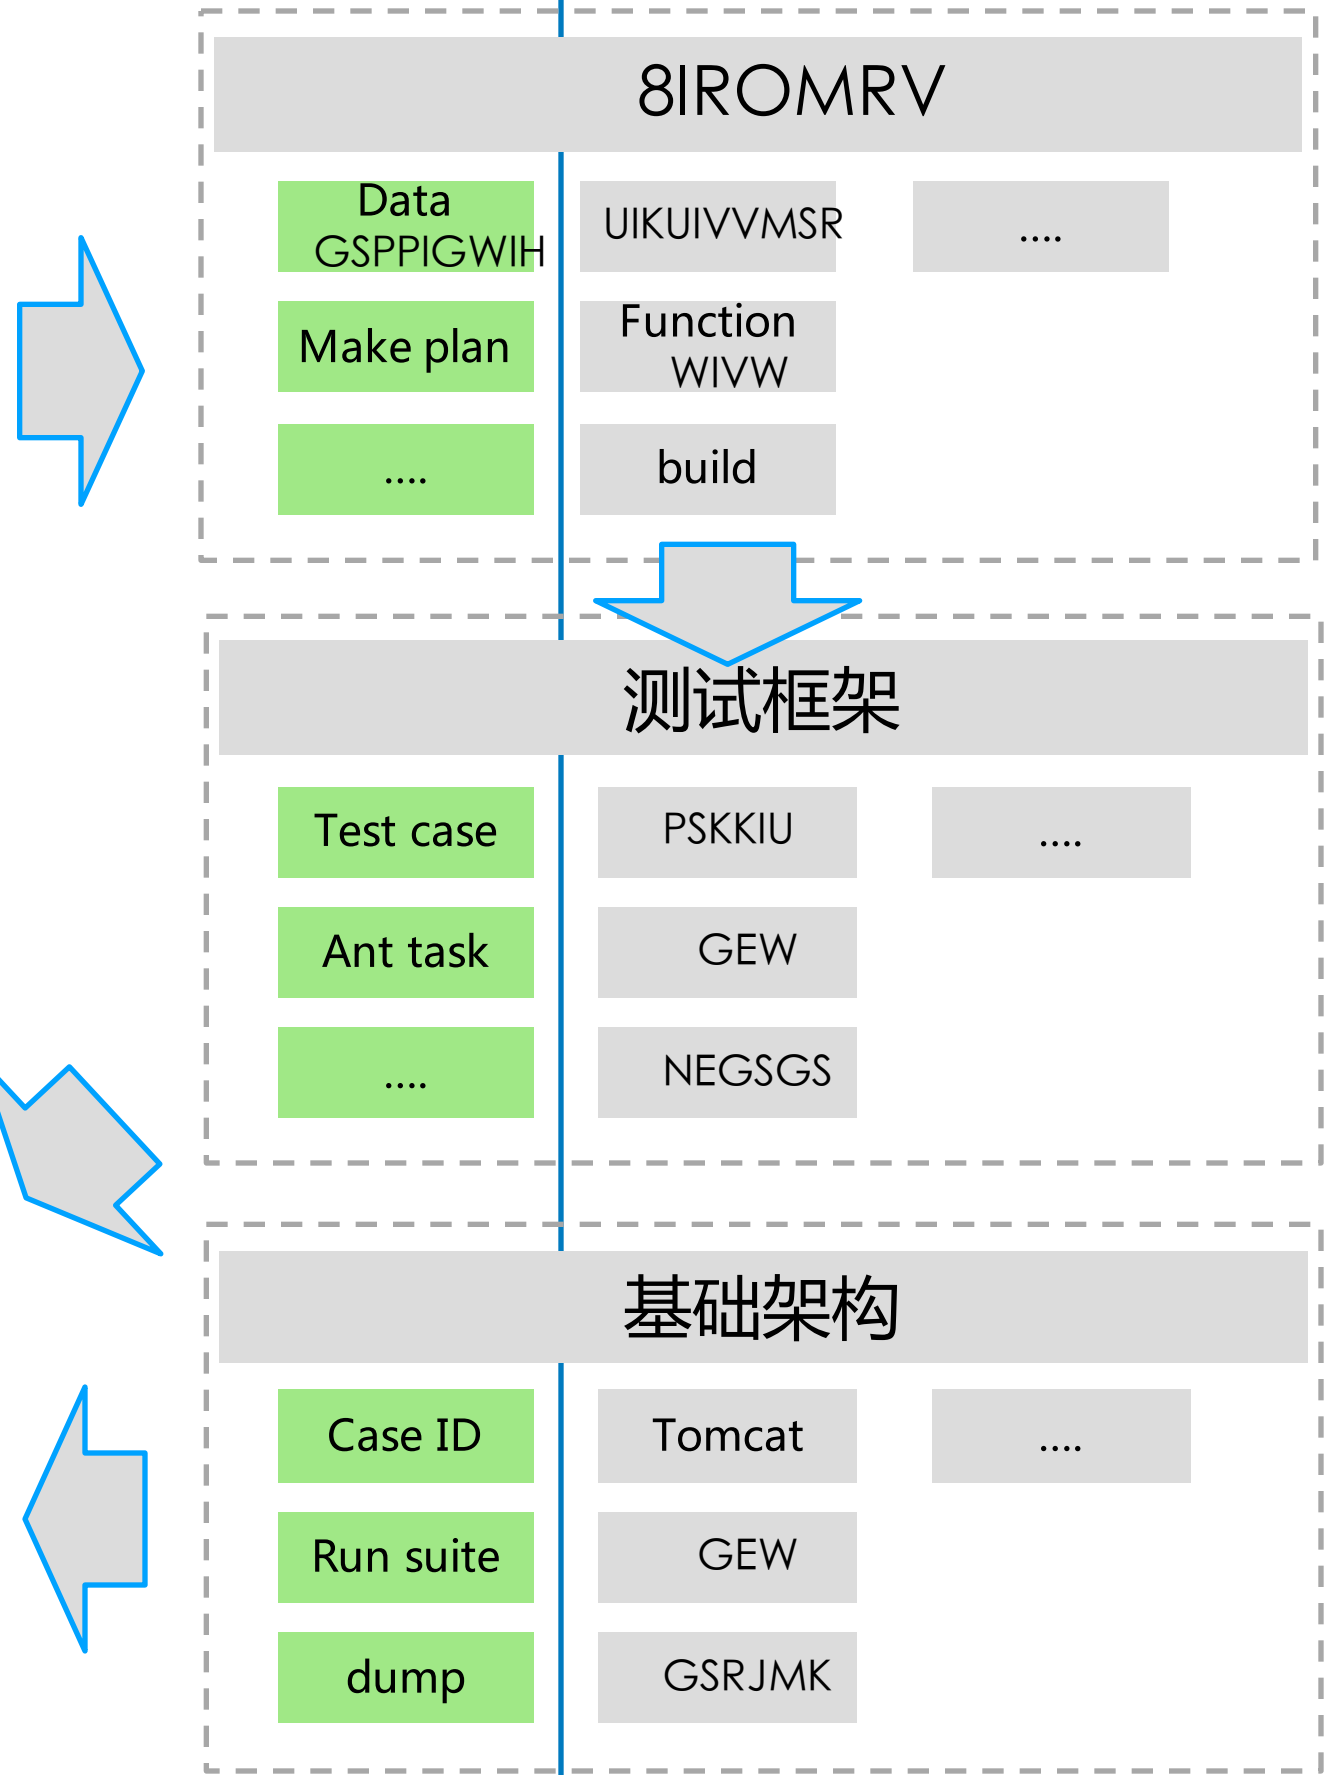 8IROMRV
Data
GSPPIGWIH
UIKUIVVMSR
....
Make plan
Function
WIVW
....
build
测试框架
Test case
PSKKIU
....
Ant task
GEW
....
NEGSGS
基础架构
Case ID
Tomcat
....
Run suite
GEW
dump
GSRJMK